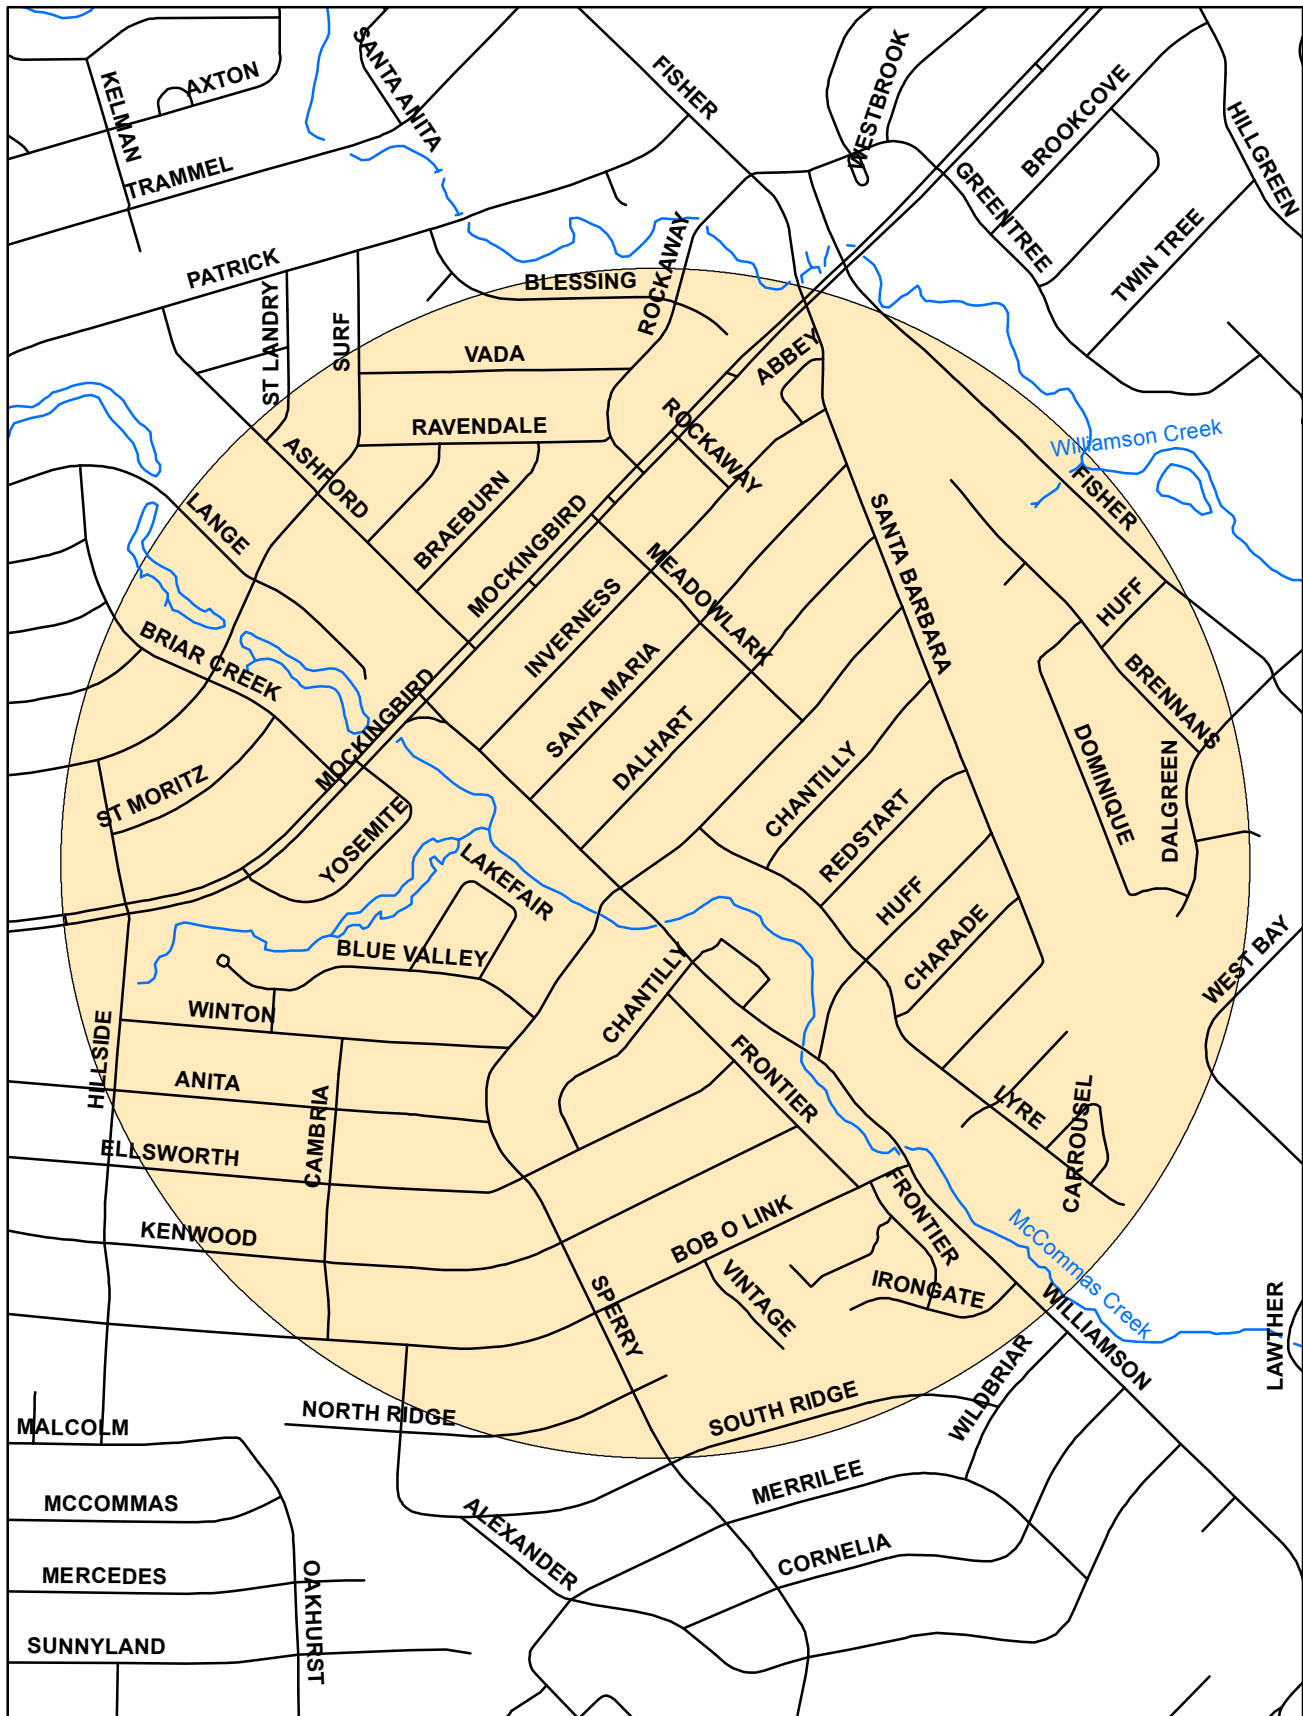 SANTA ANITA
WESTBROOK
FISHER
KELMAN
AXTON
BROOKCOVE
HILLGREEN
TRAMMEL
GREENTREE
TWIN TREE
PATRICK
ROCKAWAY
BLESSING
ST LANDRY
SURF
VADA
ABBEY
RAVENDALE
ROCKAWAY
Williamson Creek
ASHFORD
FISHER
LANGE
BRAEBURN
MOCKINGBIRD
SANTA BARBARA
MEADOWLARK
INVERNESS
HUFF
BRIAR CREEK
SANTA MARIA
BRENNANS
MOCKINGBIRD
DALHART
DOMINIQUE
DALGREEN
ST MORITZ
CHANTILLY
YOSEMITE
REDSTART
LAKEFAIR
HUFF
CHARADE
WEST BAY
BLUE VALLEY
CHANTILLY
WINTON
HILLSIDE
FRONTIER
ANITA
LYRE
CARROUSEL
CAMBRIA
ELLSWORTH
FRONTIER
BOB O LINK
KENWOOD
McCommas Creek
VINTAGE
IRONGATE
SPERRY
WILLIAMSON
LAWTHER
WILDBRIAR
NORTH RIDGE
SOUTH RIDGE
MALCOLM
MERRILEE
MCCOMMAS
ALEXANDER
CORNELIA
MERCEDES
OAKHURST
SUNNYLAND